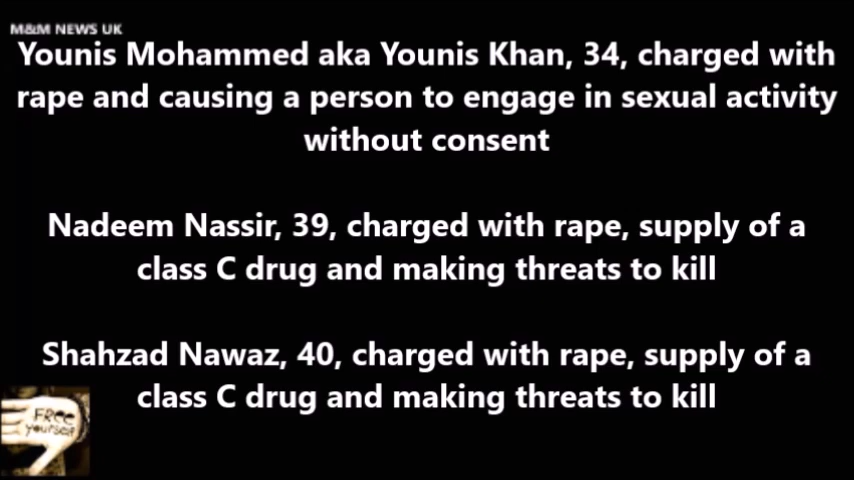 M&M NEWS UK
Younis Mohammed aka Younis Khan, 34, charged with
rape and causing a person to engage in sexual activity
without consent
Nadeem Nassir, 39, charged with rape, supply of a
class C drug and making threats to kill
Shahzad Nawaz, 40, charged with rape, supply of a
class C drug and making threats to kill
FREE
yourself